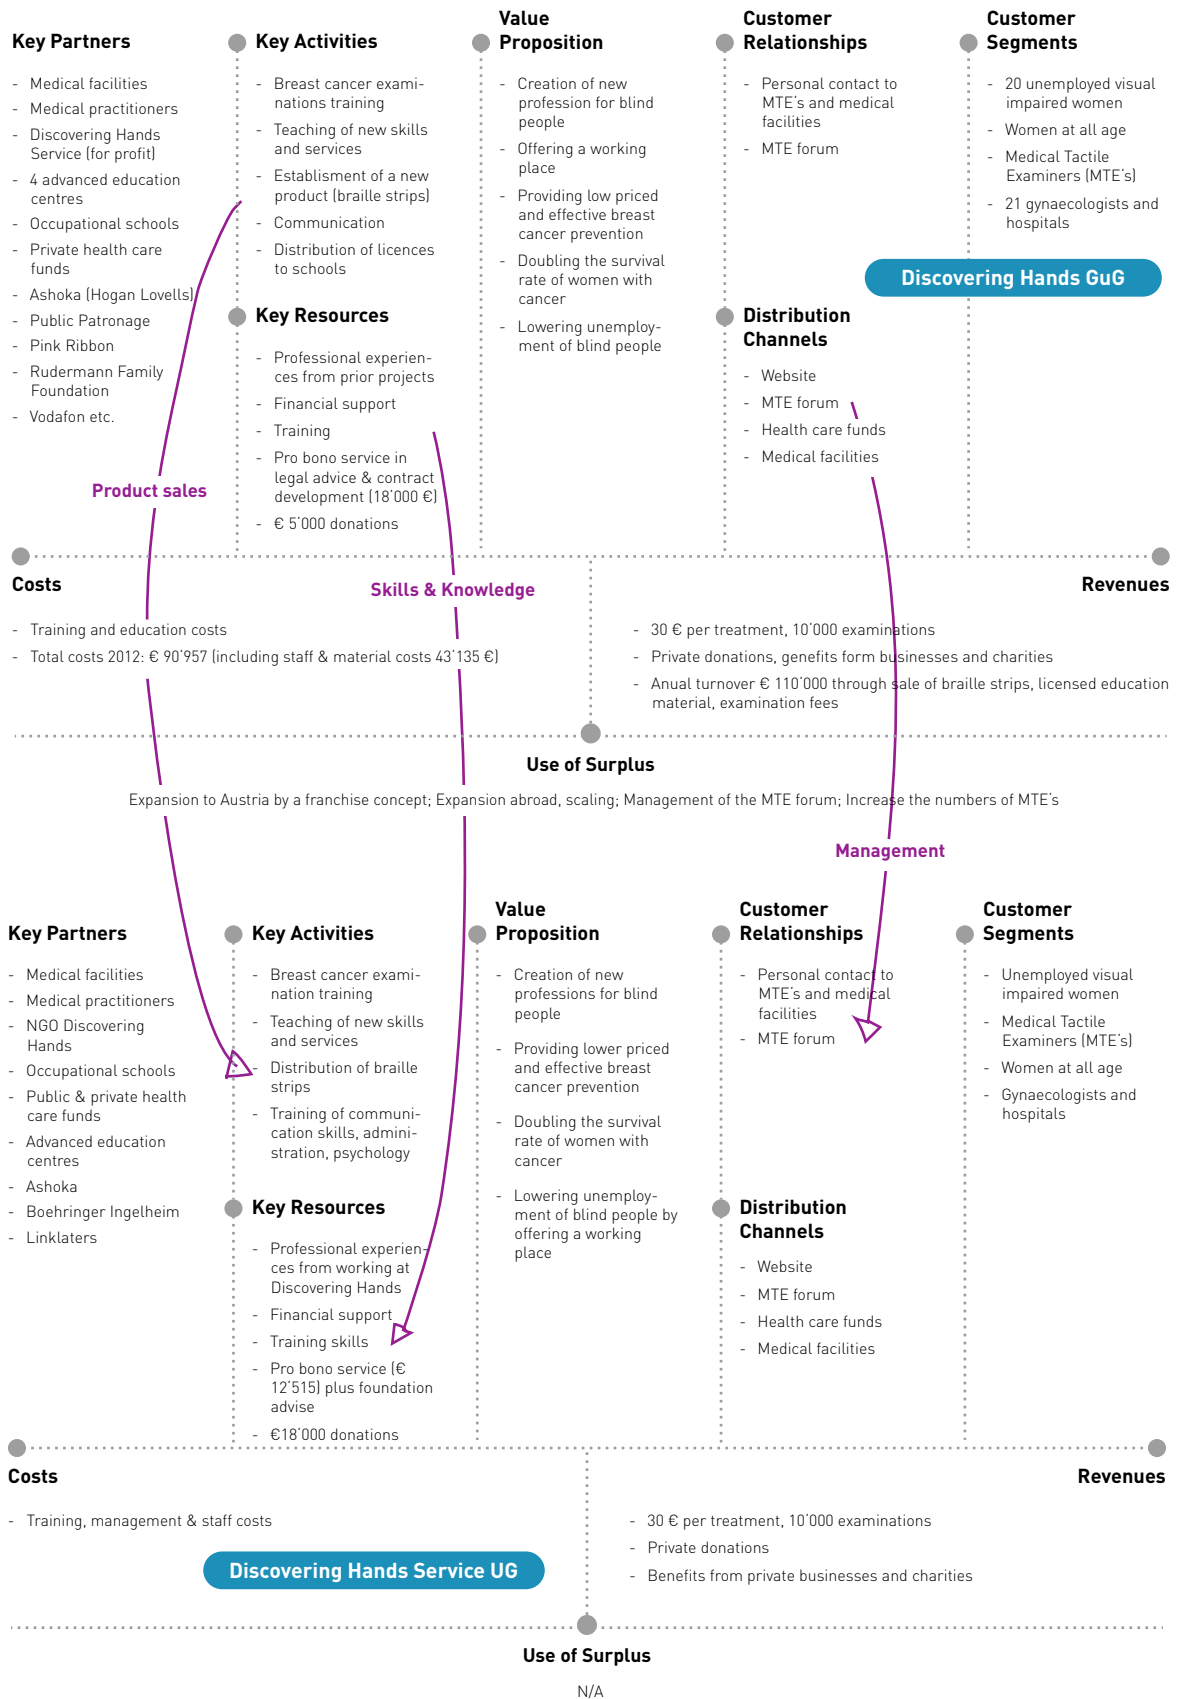 Key Partners
- Medical facilities
- Medical practitioners
- Discovering Hands
Service (for profit)
- 4 advanced education
centres
- Occupational schools
- Private health care
funds
- Ashoka (Hogan Lovells)
- Public Patronage
- Pink Ribbon
- Rudermann Family
Foundation
- Vodafon etc.
Key Activities
- Breast cancer exami-
nations training
- Teaching of new skills
and services
- Establisment of a new
product (braille strips)
- Communication
- Distribution of licences
to schools
Key Resources
- Professional experien-
ces from prior projects
- Financial support
- Training
- Pro bono service in
legal advice & contract
development (18'000 €)
- € 5'000 donations
Value
Proposition
- Creation of new
profession for blind
people
- Offering a working
place
- Providing low priced
and effective breast
cancer prevention
- Doubling the survival
rate of women with
cancer
- Lowering unemploy-
ment of blind people
Customer
Relationships
- Personal contact to
MTE's and medical
facilities
- MTE forum
Distribution
Channels
- Website
- MTE forum
- Health care funds
- Medical facilities
Customer
Segments
- 20 unemployed visual
impaired women
- Women at all age
- Medical Tactile
Examiners (MTE's)
- 21 gynaecologists and
hospitals
Discovering Hands GuG
Product sales
Skills & Knowledge
Costs
- Training and education costs
- Total costs 2012: € 90'957 (including staff & material costs 43'135 €)
Revenues
- 30 € per treatment, 10'000 examinations
- Private donations, genefits form businesses and charities
- Anual turnover € 110'000 through sale of braille strips, licensed education
material, examination fees
Use of Surplus
Expansion to Austria by a franchise concept; Expansion abroad, scaling; Management of the MTE forum; Increase the numbers of MTE's
Management
Key Partners
- Medical facilities
- Medical practitioners
- NGO Discovering
Hands
- Occupational schools
- Public & private health
care funds
- Advanced education
centres
- Ashoka
- Boehringer Ingelheim
- Linklaters
Key Activities
- Breast cancer exami-
nation training
- Teaching of new skills
and services
- Distribution of braille
strips
- Training of communi-
cation skills, admini-
stration, psychology
Key Resources
- Professional experien-
ces from working at
Discovering Hands
- Financial support
- Training skills
- Pro bono service (€
12'515) plus foundation
advise
- €18'000 donations
Value
Proposition
- Creation of new
professions for blind
people
- Providing lower priced
and effective breast
cancer prevention
- Doubling the survival
rate of women with
cancer
- Lowering unemploy-
ment of blind people by
offering a working
place
Customer
Relationships
- Personal contact to
MTE's and medical
facilities
- MTE forum
Distribution
Channels
- Website
- MTE forum
- Health care funds
- Medical facilities
Customer
Segments
- Unemployed visual
impaired women
- Medical Tactile
Examiners (MTE's)
- Women at all age
- Gynaecologists and
hospitals
Costs
- Training, management & staff costs
Discovering Hands Service UG
Revenues
- 30 € per treatment, 10'000 examinations
- Private donations
- Benefits from private businesses and charities
Use of Surplus
N/A